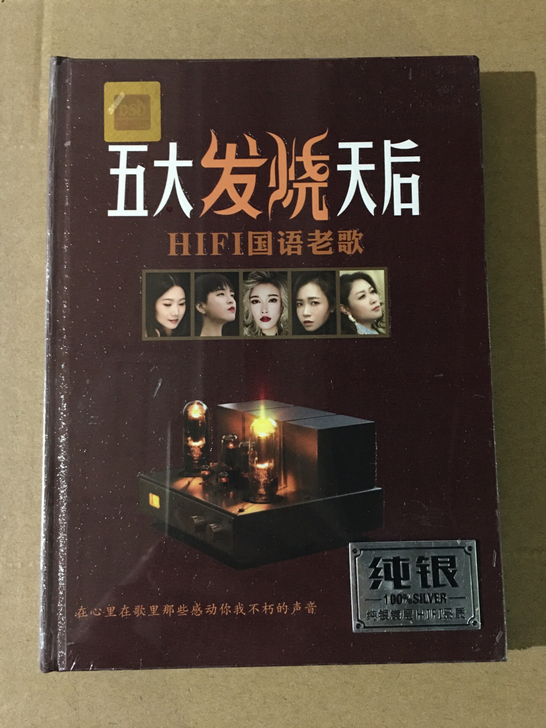 五大发烧天后
HIFI国语老歌
纯银
100% SILVER
在心里在歌里那些感动你我不朽的声音